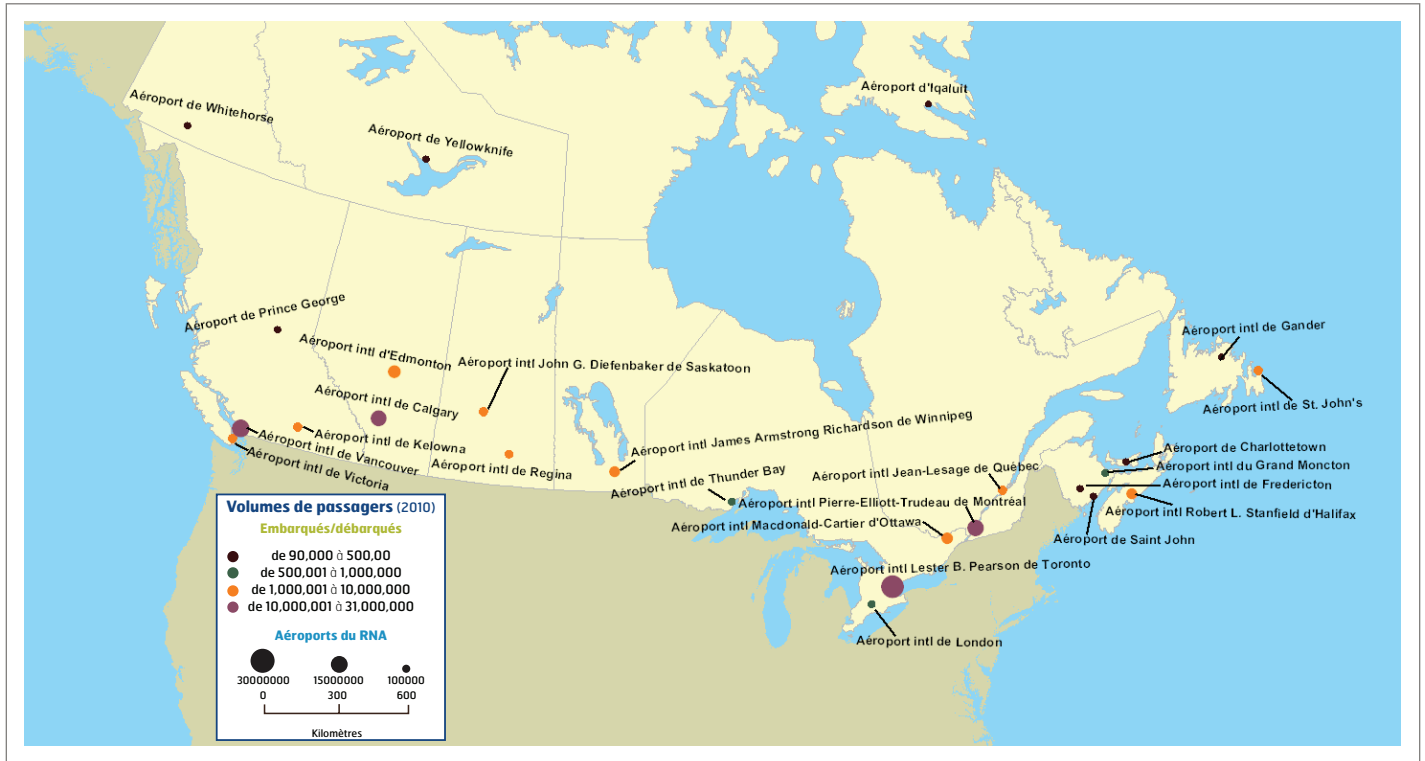 Aéroport de Whitehorse
Aéroport de Yellowknife
Aéroport d'Iqaluit
Aéroport de Prince George
Aéroport intl d'Edmonton
Aéroport intl John G. Diefenbaker de Saskatoon
Aéroport intl de Calgary
Aéroport intl de Kelowna
Aéroport intl de Vancouver
Aéroport intl de Victoria
Aéroport intl de Regina
Aéroport intl James Armstrong Richardson de Winnipeg
Aéroport intl de Thunder Bay
Aéroport intl Jean-Lesage de Quèbec
Aéroport intl Pierre-Elliott-Trudeau de Montréal
Aéroport intl Macdonald-Cartier d'Ottawa
Aéroport intl Lester B. Pearson de Toronto
Aéroport intl de London
Aéroport intl de Gander
Aéroport intl de St. John's
Aéroport de Charlottetown
Aéroport intl du Grand Moncton
Aéroport intl de Fredericton
Aéroport intl Robert L. Stanfield d'Halifax
Aéroport de Saint John
Volumes de passagers (2010)
Embarqués/débarqués
de 90,000 à 500,00
de 500,001 à 1,000,000
de 1,000,001 à 10,000,000
de 10,000,001 à 31,000,000
Aéroports du RNA
30000000 15000000 100000
0 300 600
Kilomètres